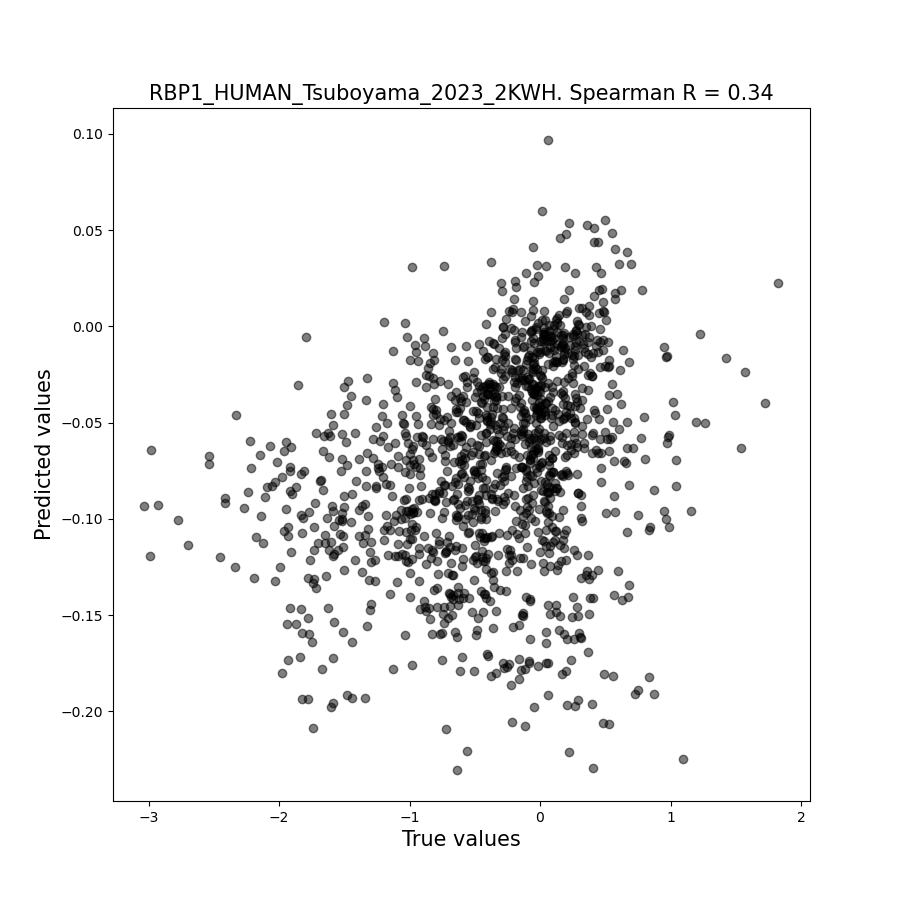 RBP1_HUMAN_Tsuboyama_2023_2KWH. Spearman R = 0.34
0.10
0.05
0.00
−0.05
−0.10
−0.15
−0.20
Predicted values
−3 −2 −1 0 1 2
True values